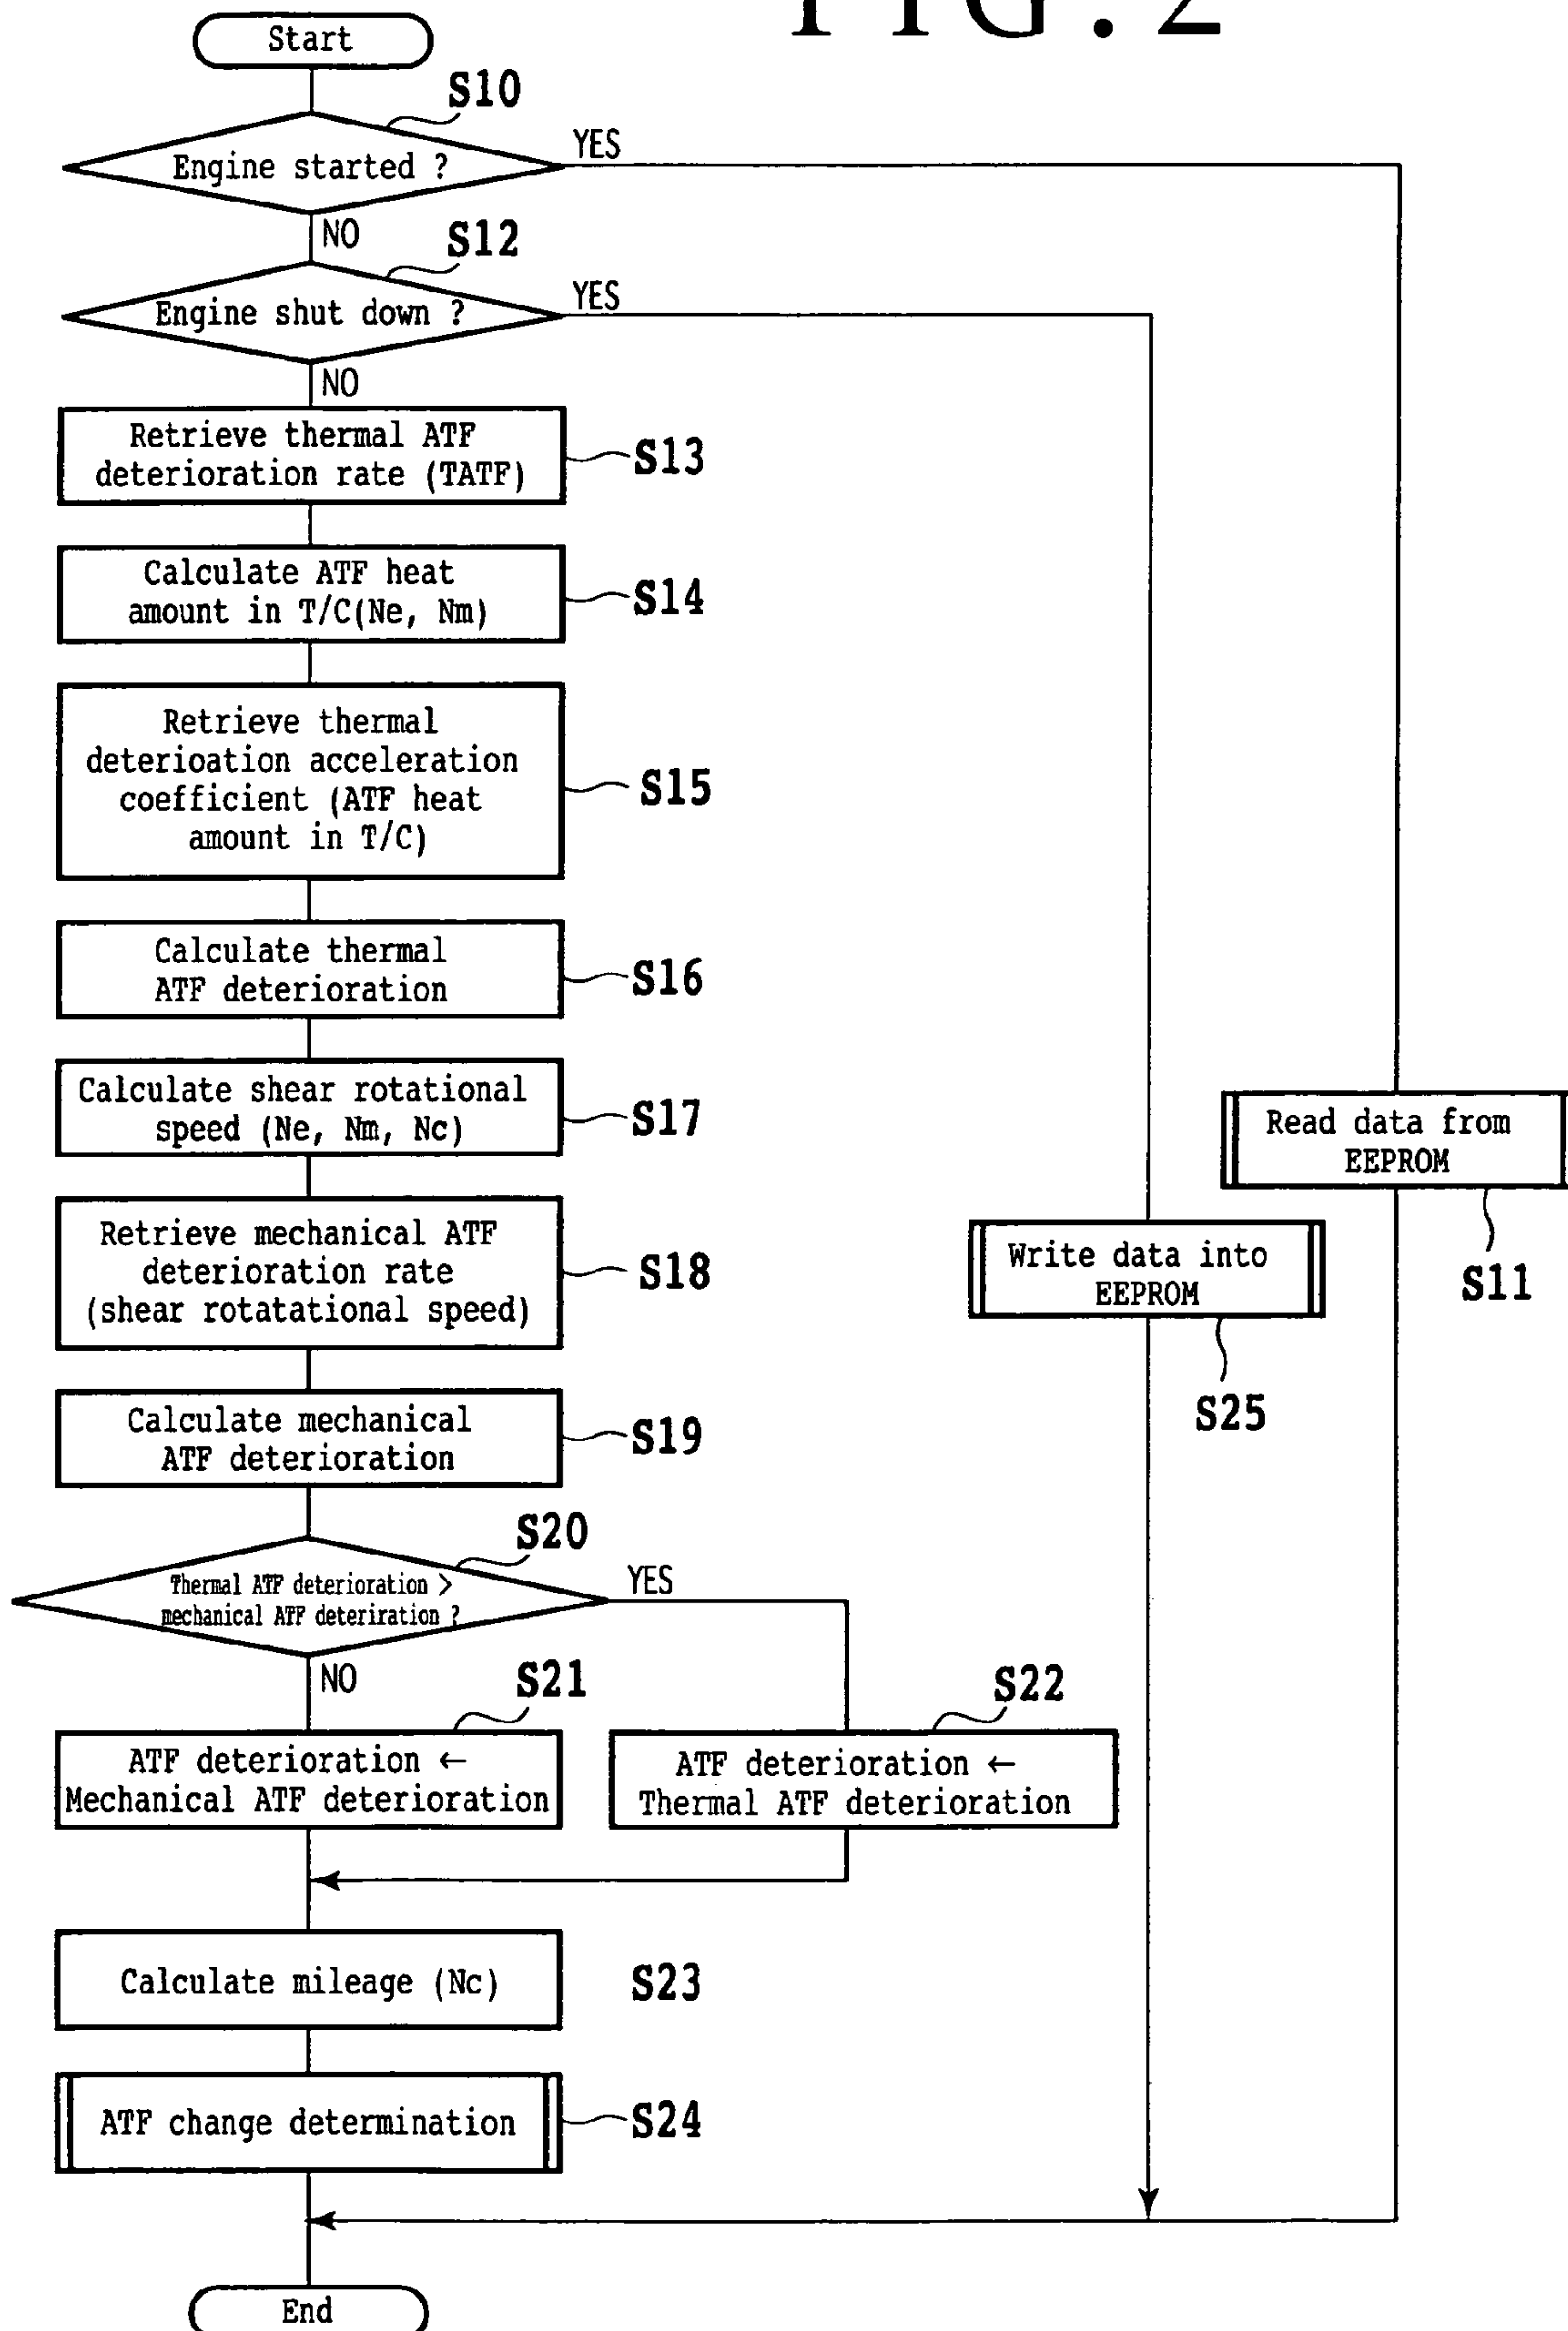 FIG.2
Start
S10
Engine started ?
YES
NO
S12
Engine shut down ?
YES
NO
Retrieve thermal ATF
deterioration rate (TATF)
S13
Calculate ATF heat
amount in T/C(Ne, Nm)
S14
Retrieve thermal
deterioation acceleration
coefficient (ATF heat
amount in T/C)
S15
Calculate thermal
ATF deterioration
S16
Calculate shear rotational
speed (Ne, Nm, Nc)
S17
Read data from
EEPROM
S11
Retrieve mechanical ATF
deterioration rate
(shear rotatational speed)
S18
Write data into
EEPROM
S25
Calculate mechanical
ATF deterioration
S19
S20
Thermal ATF deterioration >
mechanical ATF deteriration ?
YES
NO
S21
S22
ATF deterioration ←
Mechanical ATF deterioration
ATF deterioration ←
Thermal ATF deterioration
Calculate mileage (Nc)
S23
ATF change determination
S24
End